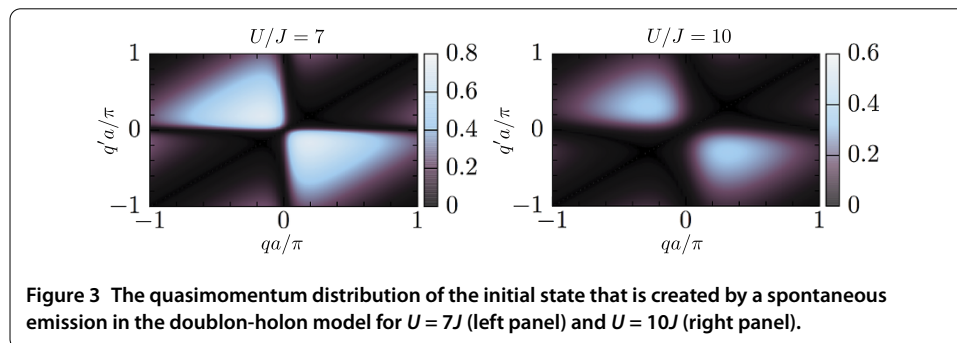 U/J = 7
U/J = 10
1
0
−1
q′a/π
−1
0
1
qa/π
0.8
0.6
0.4
0.2
0
1
0
−1
q′a/π
−1
0
1
qa/π
0.6
0.4
0.2
0
Figure 3 The quasimomentum distribution of the initial state that is created by a spontaneous
emission in the doublon-holon model for U = 7J (left panel) and U = 10J (right panel).